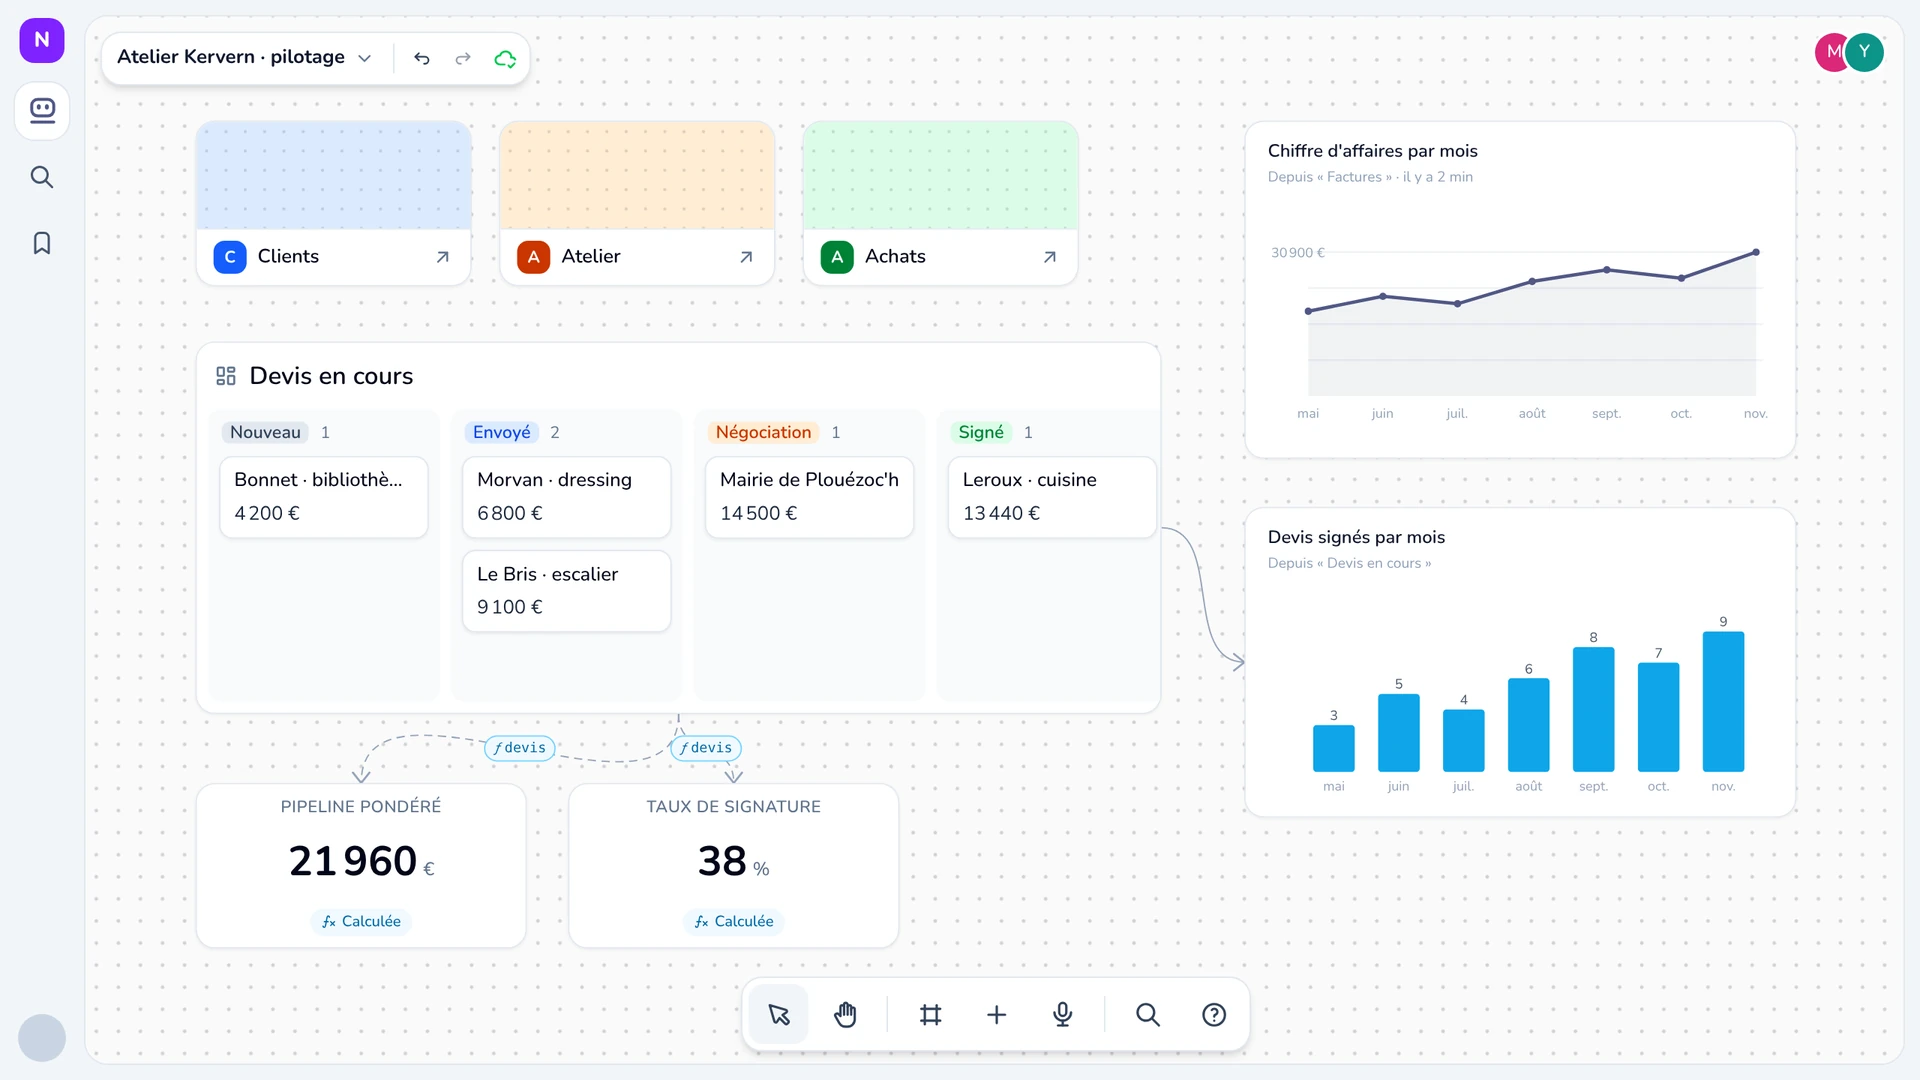 N
Atelier Kervern · pilotage
M
Y
C Clients
A Atelier
A Achats
Devis en cours
Nouveau 1
Bonnet · bibliothè...
4 200 €
Envoyé 2
Morvan · dressing
6 800 €
Le Bris · escalier
9 100 €
Négociation 1
Mairie de Plouézoc'h
14 500 €
Signé 1
Leroux · cuisine
13 440 €
ƒ devis
ƒ devis
PIPELINE PONDÉRÉ
21 960 €
fx Calculée
TAUX DE SIGNATURE
38 %
fx Calculée
Chiffre d'affaires par mois
Depuis « Factures » · il y a 2 min
30 900 €
mai juin juil. août sept. oct. nov.
Devis signés par mois
Depuis « Devis en cours »
3 5 4 6 8 7 9
mai juin juil. août sept. oct. nov.